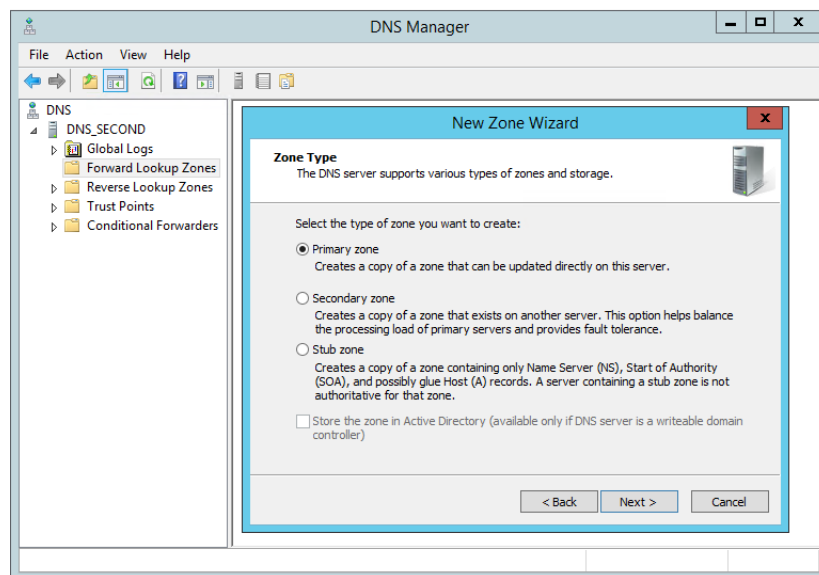 DNS Manager
File Action View Help
DNS
DNS_SECOND
Global Logs
Forward Lookup Zones
Reverse Lookup Zones
Trust Points
Conditional Forwarders
New Zone Wizard
x
Zone Type
The DNS server supports various types of zones and storage.
Select the type of zone you want to create:
Primary zone
Creates a copy of a zone that can be updated directly on this server.
Secondary zone
Creates a copy of a zone that exists on another server. This option helps balance
the processing load of primary servers and provides fault tolerance.
Stub zone
Creates a copy of a zone containing only Name Server (NS), Start of Authority
(SOA), and possibly glue Host (A) records. A server containing a stub zone is not
authoritative for that zone.
Store the zone in Active Directory (available only if DNS server is a writeable domain
controller)
< Back Next > Cancel